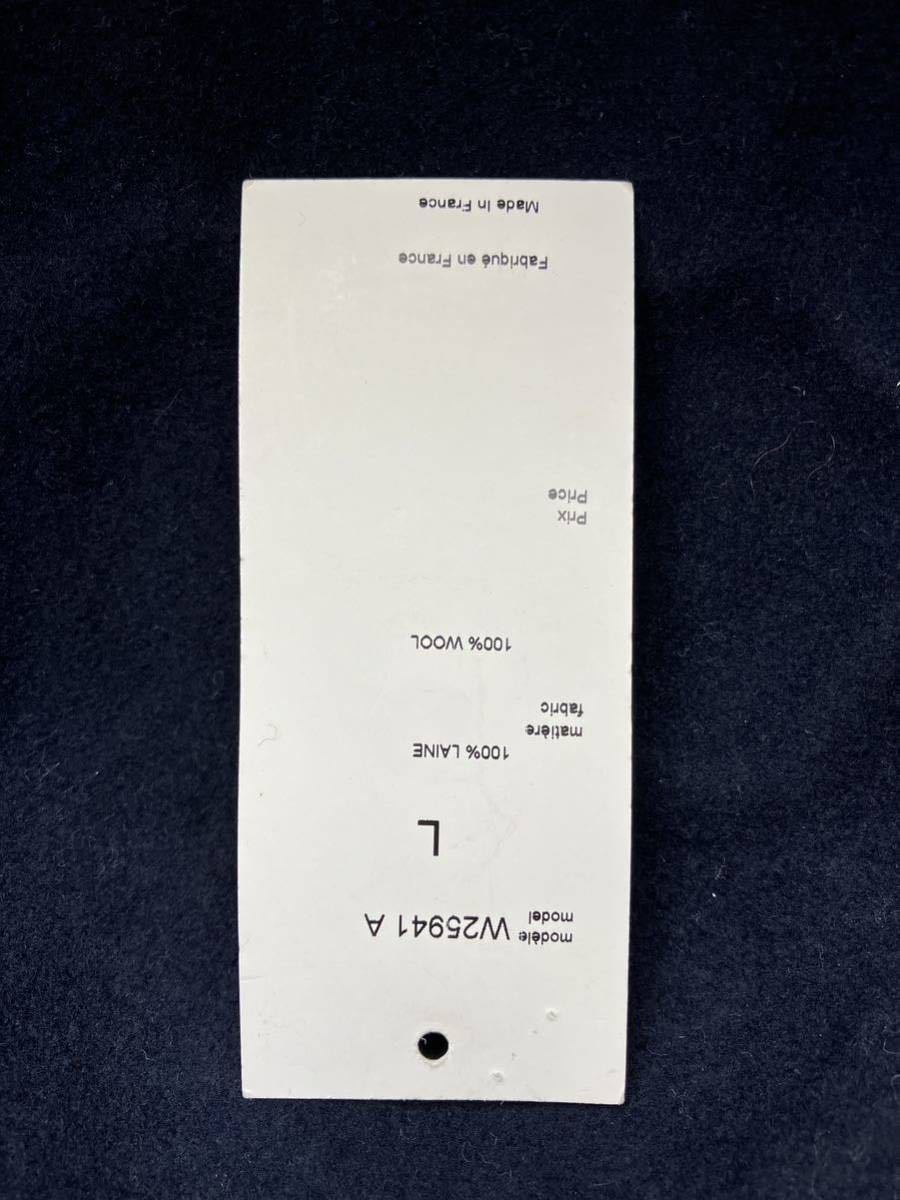 modèle W25941 A
model
L
100% LAINE
matière
fabric
100% WOOL
Prix
Price
Fabriqué en France
Made In France